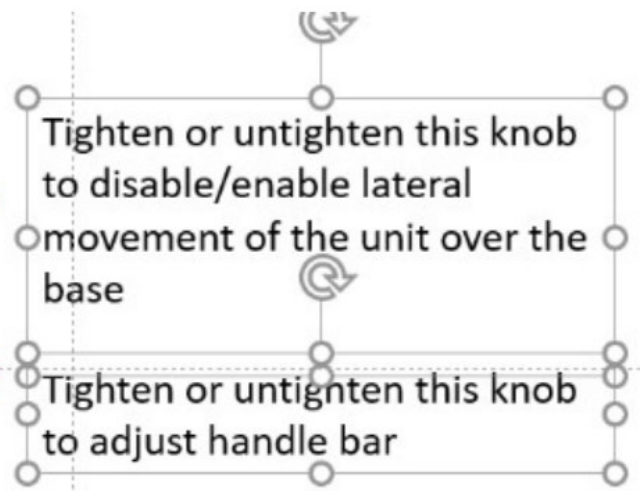 Tighten or untighten this knob
to disable/enable lateral
movement of the unit over the
base
Tighten or untighten this knob
to adjust handle bar